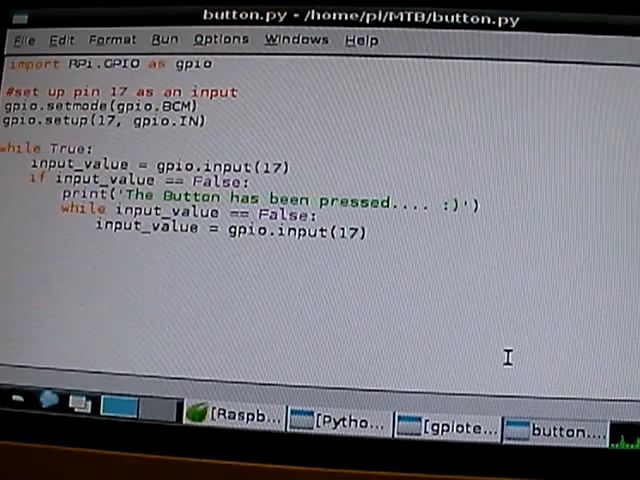 button.py - /home/pi/MTB/button.py
File Edit Format Run Options Windows Help
import RPi.GPIO as gpio
#set up pin 17 as an input
gpio.setmode(gpio.BCM)
gpio.setup(17, gpio.IN)
while True:
input_value = gpio.input(17)
if input_value == False:
print('The Button has been pressed.... :)')
while input_value == False:
input_value = gpio.input(17)
[Raspb... [Pytho... [gpiote... button....